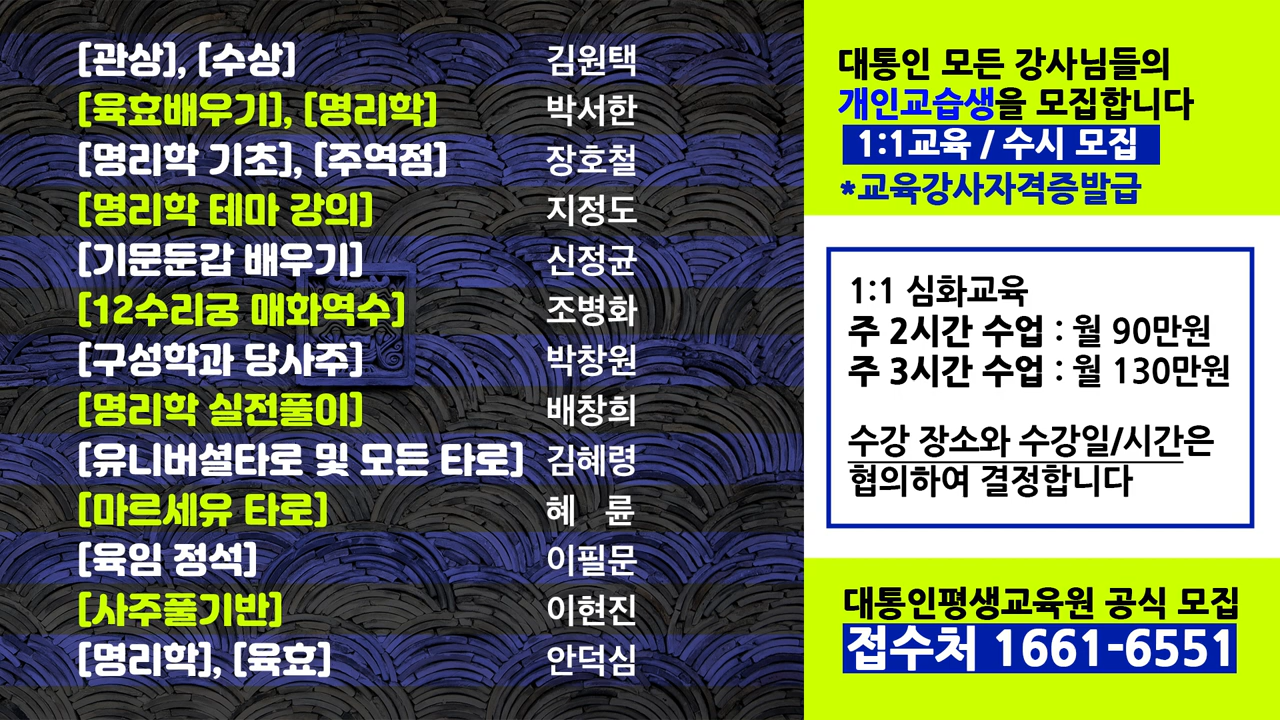 [관상], [수상] 김원택
[육효배우기], [명리학] 박서한
[명리학 기초], [주역점] 장호철
[명리학 테마 강의] 지정도
[기문둔갑 배우기] 신정균
[12수리궁 매화역수] 조병화
[구성학과 당사주] 박창원
[명리학 실전풀이] 배창희
[유니버셜타로 및 모든 타로] 김혜령
[마르세유 타로] 혜 륜
[육임 정석] 이필문
[사주풀기반] 이현진
[명리학], [육효] 안덕심
대통인 모든 강사님들의
개인교습생을 모집합니다
1:1교육 / 수시 모집
*교육강사자격증발급
1:1 심화교육
주 2시간 수업 : 월 90만원
주 3시간 수업 : 월 130만원
수강 장소와 수강일/시간은
협의하여 결정합니다
대통인평생교육원 공식 모집
접수처 1661-6551